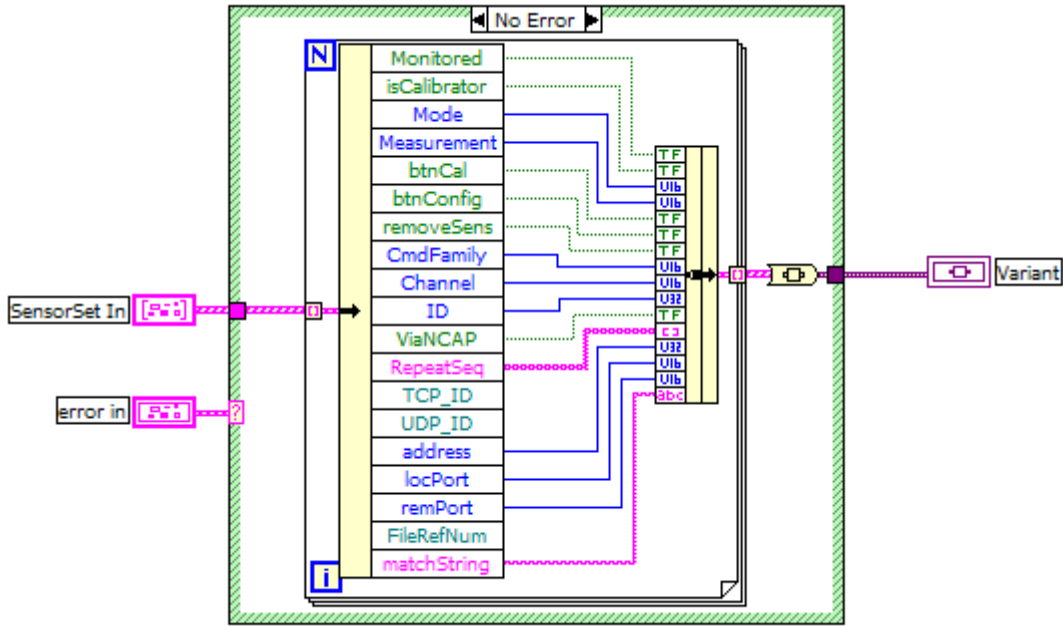 No Error
N
Monitored
isCalibrator
Mode
Measurement
btnCal
btnConfig
removeSens
CmdFamily
Channel
ID
ViaNCAP
RepeatSeq
TCP_ID
UDP_ID
address
locPort
remPort
FileRefNum
matchString
i
TF
TF
U16
U16
TF
TF
TF
U16
U16
U32
TF
[ ]
U32
U16
U16
abc
SensorSet In
error in
?
Variant